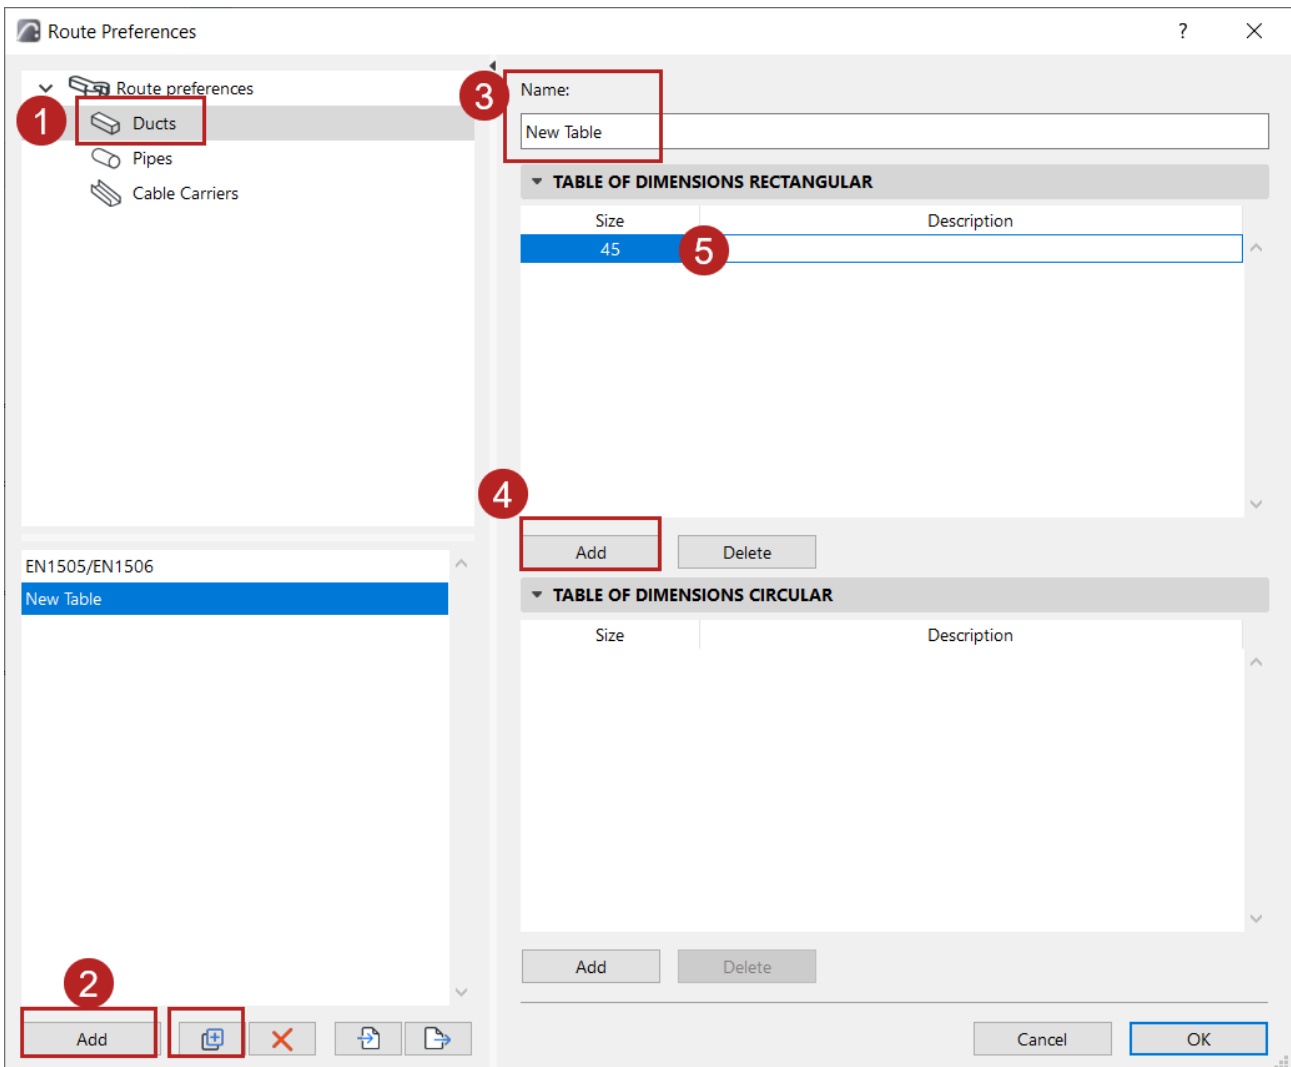 Route Preferences
?
Route preferences
1
Ducts
Pipes
Cable Carriers
EN1505/EN1506
New Table
2
Add
3
Name:
New Table
TABLE OF DIMENSIONS RECTANGULAR
Size Description
45
5
4
Add Delete
TABLE OF DIMENSIONS CIRCULAR
Size Description
Add Delete
Cancel OK